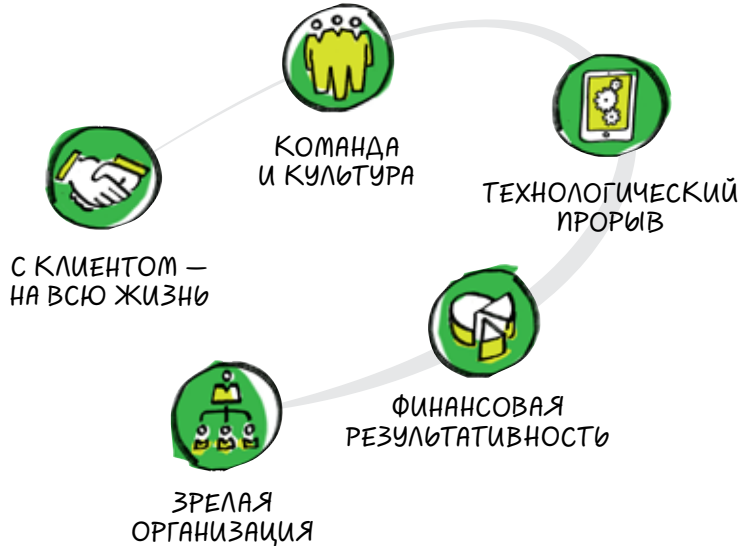 КОМАНДА
И КУЛЬТУРА
ТЕХНОЛОГИЧЕСКИЙ
ПРОРЫВ
С КЛИЕНТОМ —
НА ВСЮ ЖИЗНЬ
ФИНАНСОВАЯ
РЕЗУЛЬТАТИВНОСТЬ
ЗРЕЛАЯ
ОРГАНИЗАЦИЯ